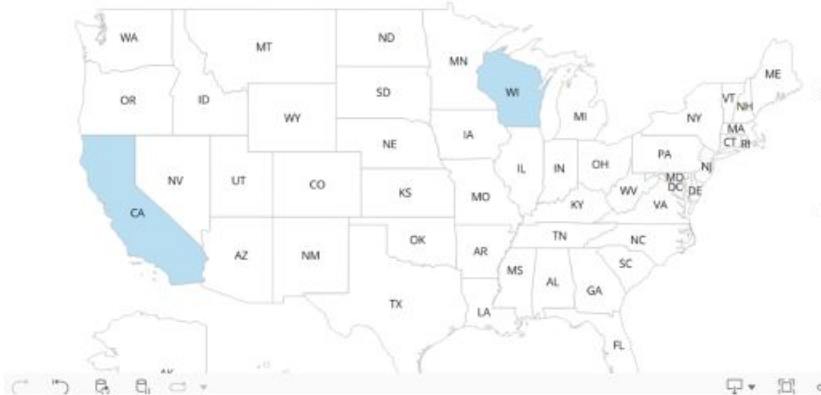 WA
MT
ND
MN
WI
ME
VT
NH
OR
ID
SD
MI
NY
WY
MA
CT
RI
IA
NE
PA
NJ
NV
UT
CO
IL
IN
OH
MD
DC
DE
KS
MO
WV
VA
KY
CA
TN
NC
OK
AR
SC
AZ
NM
MS
AL
GA
TX
LA
FL
AK